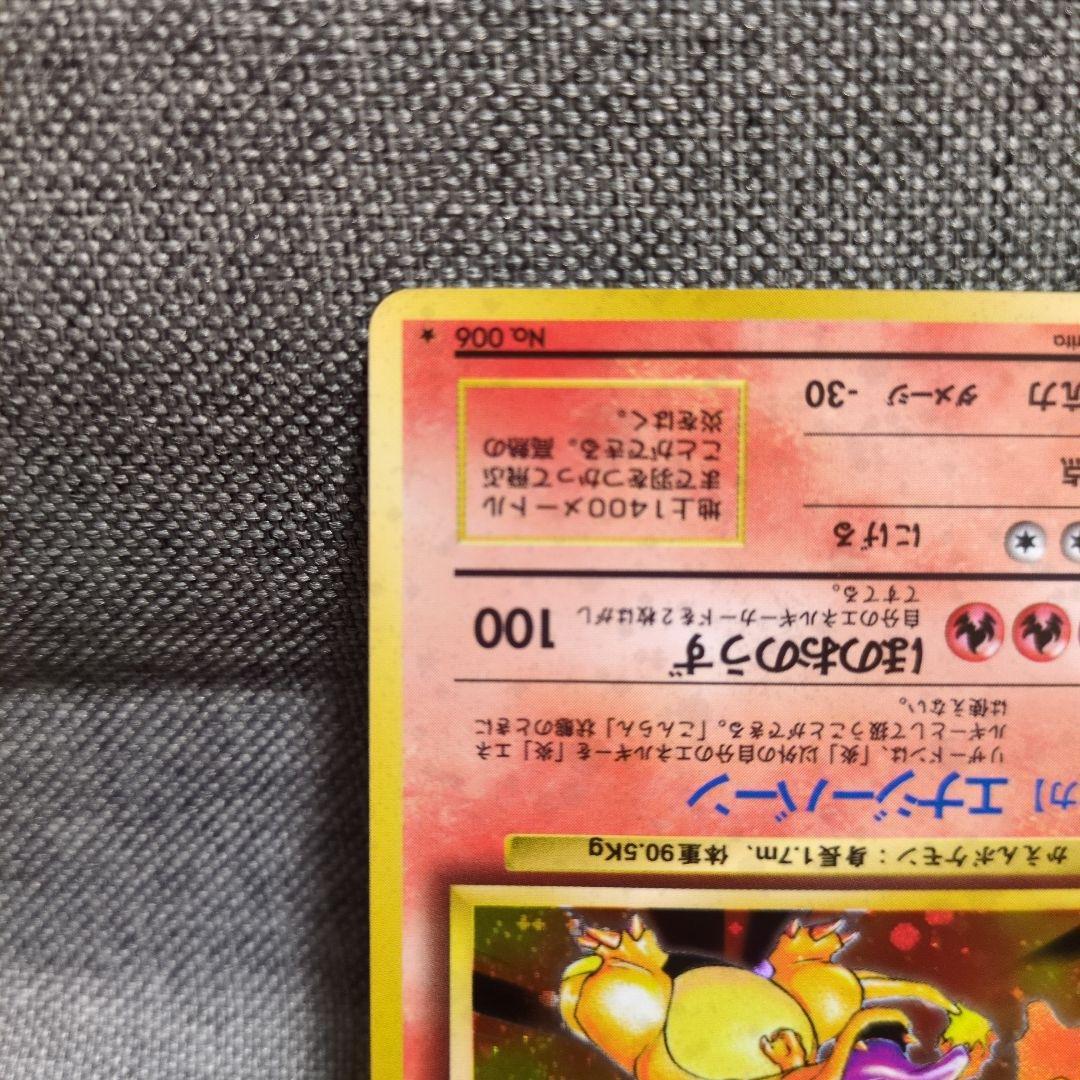 かえんポケモン：身長1.7m、体重90.5Kg
カ】 エナジーバーン
リザードンは、「炎」以外の自分のエネルギーを「炎」エネ
ルギーとして扱うことができる。「こんらん」状態のときに
は使えない。
ほのおのうず 100
自分のエネルギーカードを2枚はがし
てすてる。
にげる
地上1400メートル
まで羽をつかって飛ぶ
ことができる。高熱の
炎をはく。
点
抗力 ダメージ -30
rita
No. 006 ★